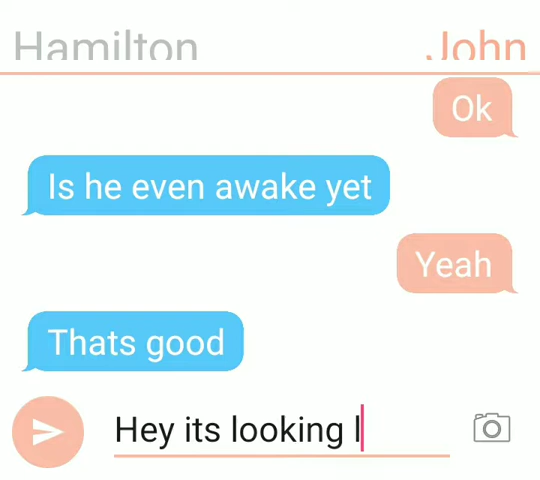 Hamilton John
Ok
Is he even awake yet
Yeah
Thats good
Hey its looking l